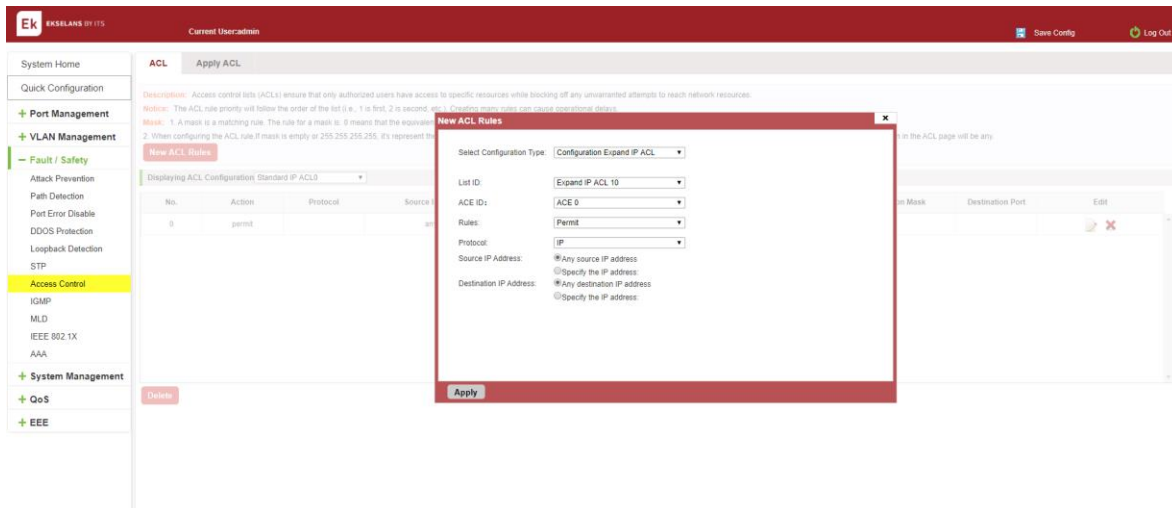 Ek EKSELANS BY ITS
Current User:admin
Save Config
Log Out
System Home
Quick Configuration
+ Port Management
+ VLAN Management
− Fault / Safety
Attack Prevention
Path Detection
Port Error Disable
DDOS Protection
Loopback Detection
STP
Access Control
IGMP
MLD
IEEE 802.1X
AAA
+ System Management
+ QoS
+ EEE
ACL Apply ACL
Description: Access control lists (ACLs) ensure that only authorized users have access to specific resources while blocking off any unwarranted attempts to reach network resources.
Notice: The ACL rule priority will follow the order of the list (i.e., 1 is first, 2 is second, etc.). Creating many rules can cause operational delays.
Mask: 1. A mask is a matching rule. The rule for a mask is: 0 means that the equivalent
2. When configuring the ACL rule.If mask is empty or 255.255.255.255, it's represent the
n in the ACL page will be any.
New ACL Rules
Displaying ACL Configuration Standard IP ACL0
No. Action Protocol Source I
on Mask Destination Port Edit
0 permit an
Delete
New ACL Rules
Select Configuration Type: Configuration Expand IP ACL
List ID: Expand IP ACL 10
ACE ID: ACE 0
Rules: Permit
Protocol: IP
Source IP Address: Any source IP address
Specify the IP address:
Destination IP Address: Any destination IP address
Specify the IP address:
Apply